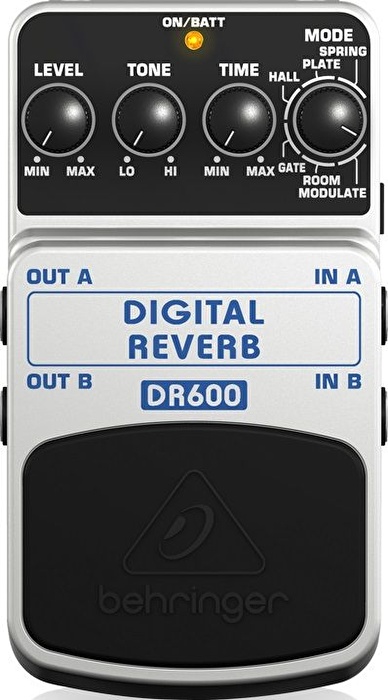 ON/BATT
LEVEL
TONE
TIME
MODE
SPRING
PLATE
HALL
GATE
ROOM
MODULATE
MIN MAX
LO HI
MIN MAX
OUT A
IN A
DIGITAL
REVERB
OUT B
IN B
DR600
behringer